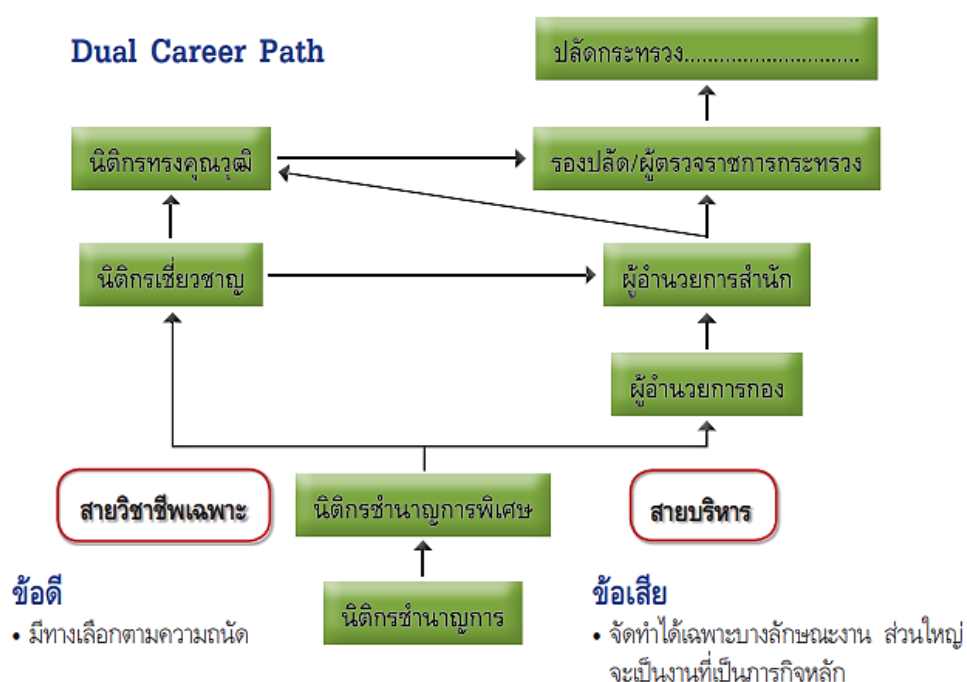 Dual Career Path
ปลัดกระทรวง..............................
นิติกรทรงคุณวุฒิ
รองปลัด/ผู้ตรวจราชการกระทรวง
นิติกรเชี่ยวชาญ
ผู้อำนวยการสำนัก
ผู้อำนวยการกอง
สายวิชาชีพเฉพาะ
นิติกรชำนาญการพิเศษ
สายบริหาร
นิติกรชำนาญการ
ข้อดี
• มีทางเลือกตามความถนัด
ข้อเสีย
• จัดทำได้เฉพาะบางลักษณะงาน ส่วนใหญ่
จะเป็นงานที่เป็นภารกิจหลัก